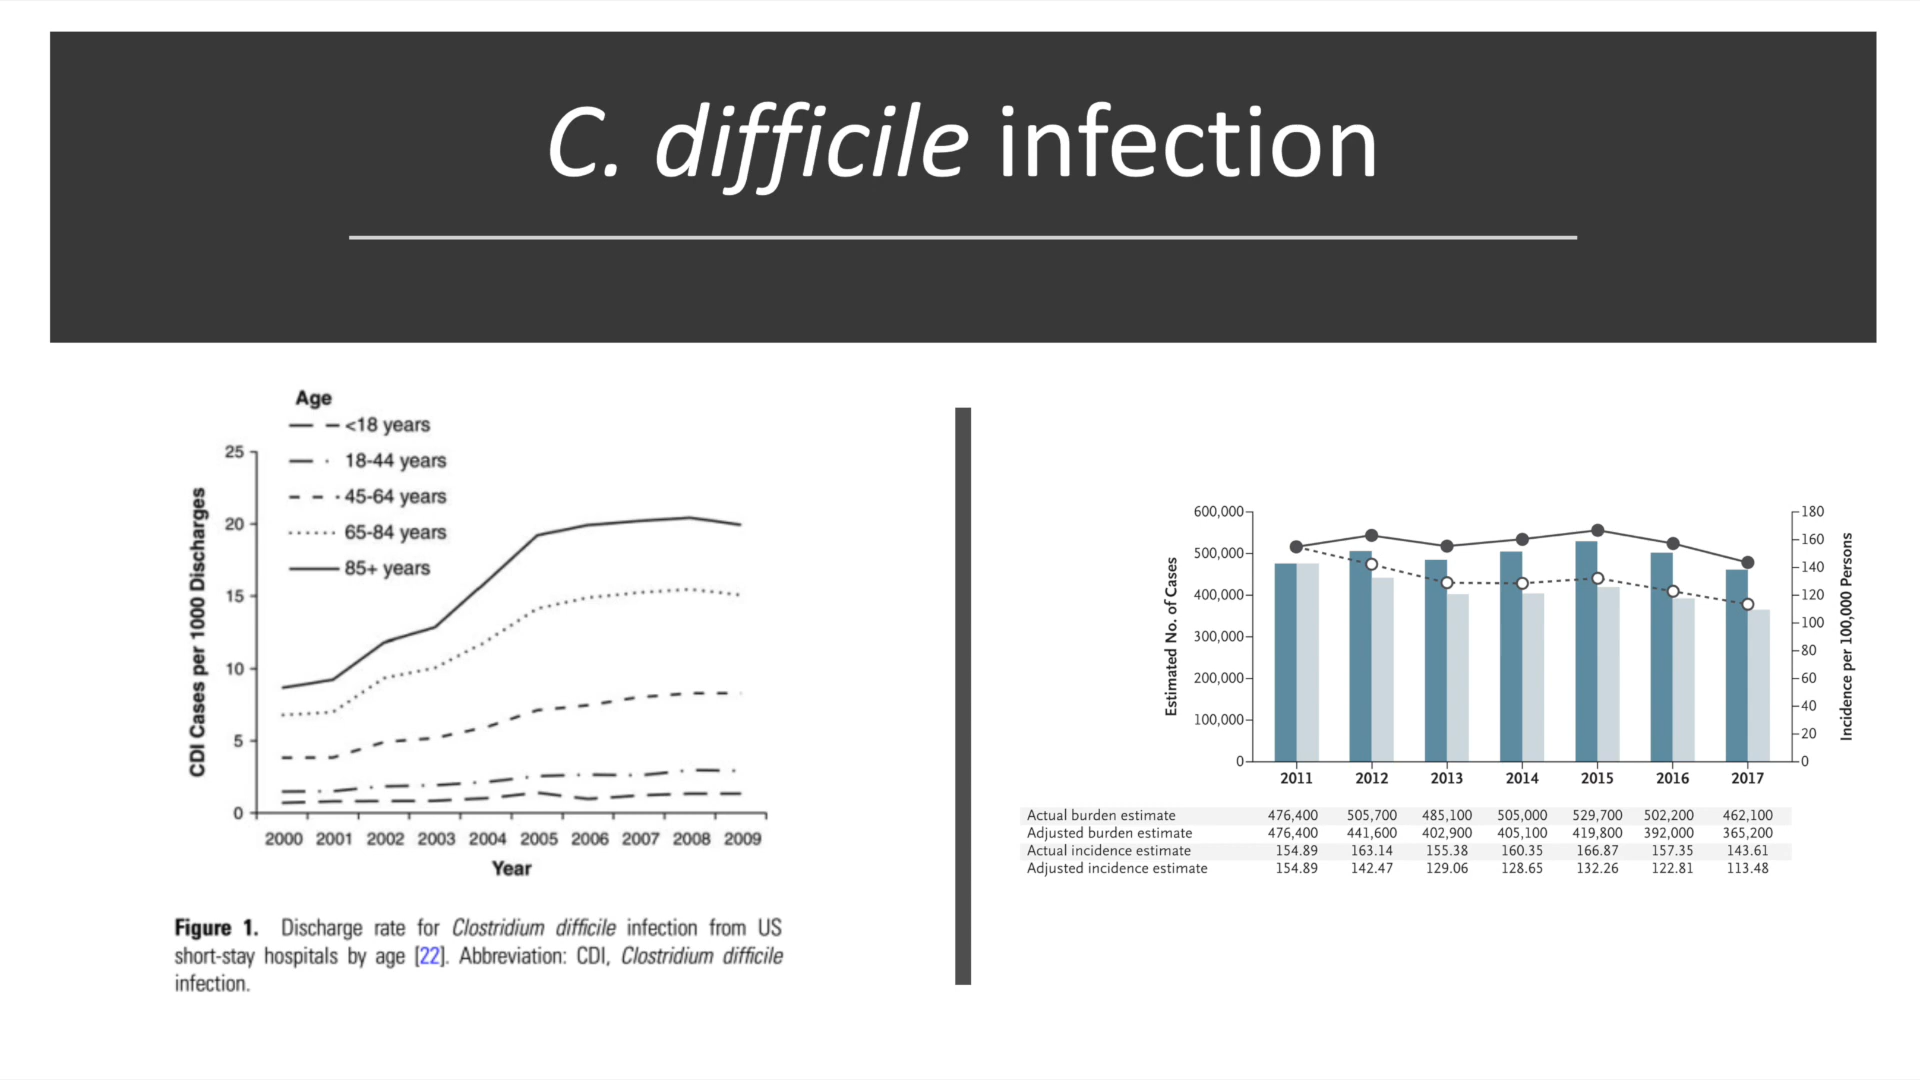 C. difficile infection
Age
<18 years
18-44 years
45-64 years
65-84 years
85+ years
CDI Cases per 1000 Discharges
25
20
15
10
5
0
2000 2001 2002 2003 2004 2005 2006 2007 2008 2009
Year
Figure 1. Discharge rate for Clostridium difficile infection from US
short-stay hospitals by age [22]. Abbreviation: CDI, Clostridium difficile
infection.
Estimated No. of Cases
600,000
500,000
400,000
300,000
200,000
100,000
0
180
160
140
120
100
80
60
40
20
0
Incidence per 100,000 Persons
2011 2012 2013 2014 2015 2016 2017
Actual burden estimate 476,400 505,700 485,100 505,000 529,700 502,200 462,100
Adjusted burden estimate 476,400 441,600 402,900 405,100 419,800 392,000 365,200
Actual incidence estimate 154.89 163.14 155.38 160.35 166.87 157.35 143.61
Adjusted incidence estimate 154.89 142.47 129.06 128.65 132.26 122.81 113.48